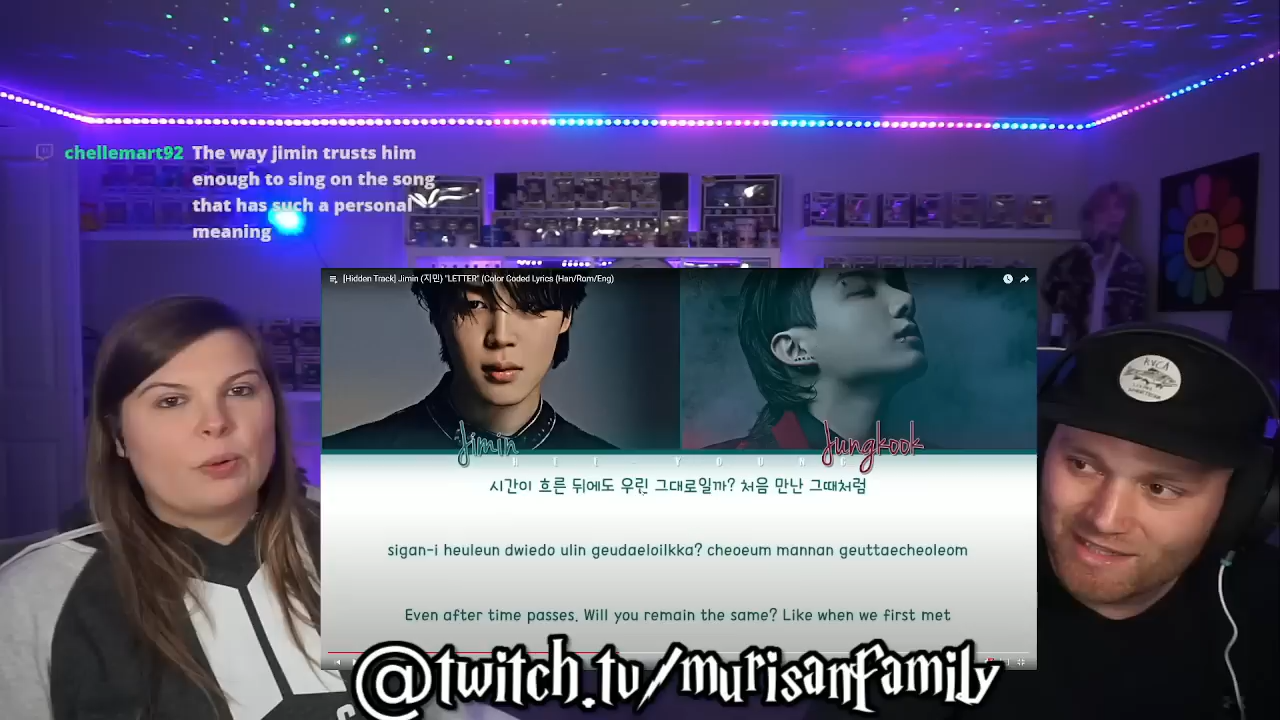 chellemart92 The way jimin trusts him
enough to sing on the song
that has such a personal
meaning
[Hidden Track] Jimin (지민) "LETTER" (Color Coded Lyrics (Han/Rom/Eng)
RVCA
Jimin
Jungkook
시간이 흐른 뒤에도 우린 그대로일까? 처음 만난 그때처럼
sigan-i heuleun dwiedo ulin geudaeloilkka? cheoeum mannan geuttaecheoleom
Even after time passes, Will you remain the same? Like when we first met
@twitch.tv/murisanfamily